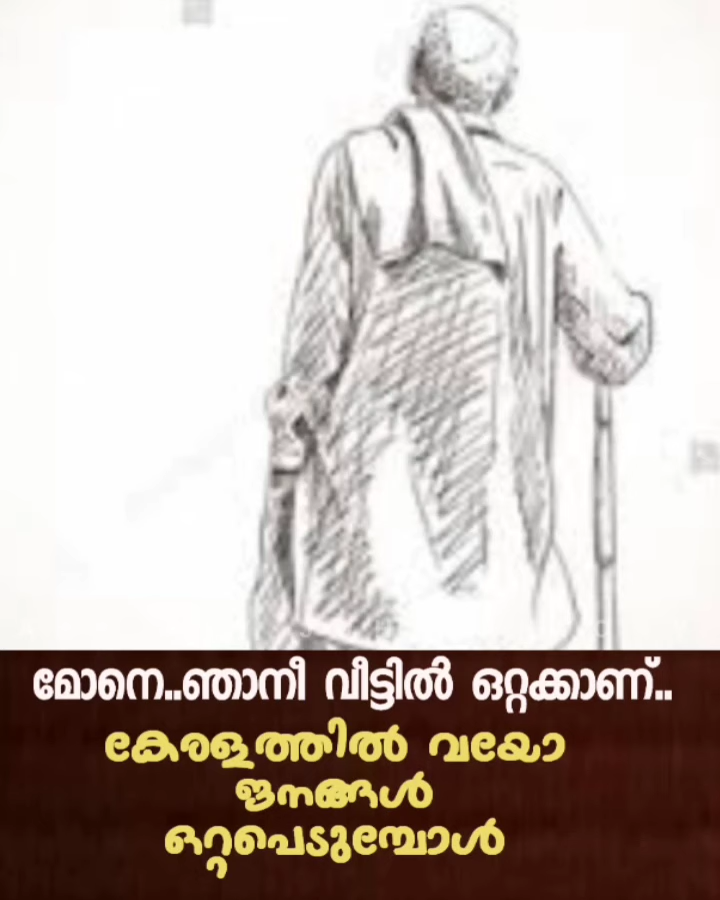 മോനെ..ഞാനീ വീട്ടിൽ ഒറ്റക്കാണ്..
കേരളത്തിൽ വയോ
ജനങ്ങൾ
ഒറ്റപെടുമ്പോൾ